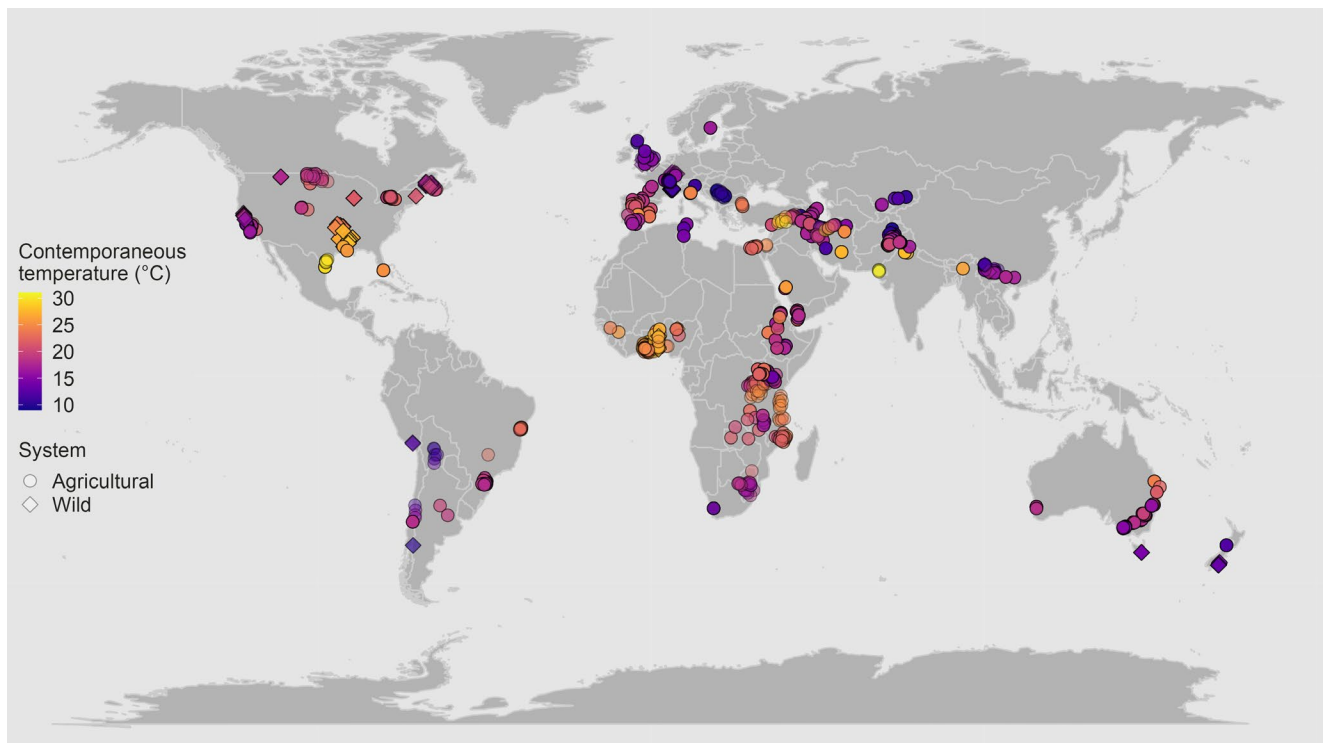 Contemporaneous
temperature (°C)
30
25
20
15
10
System
Agricultural
Wild